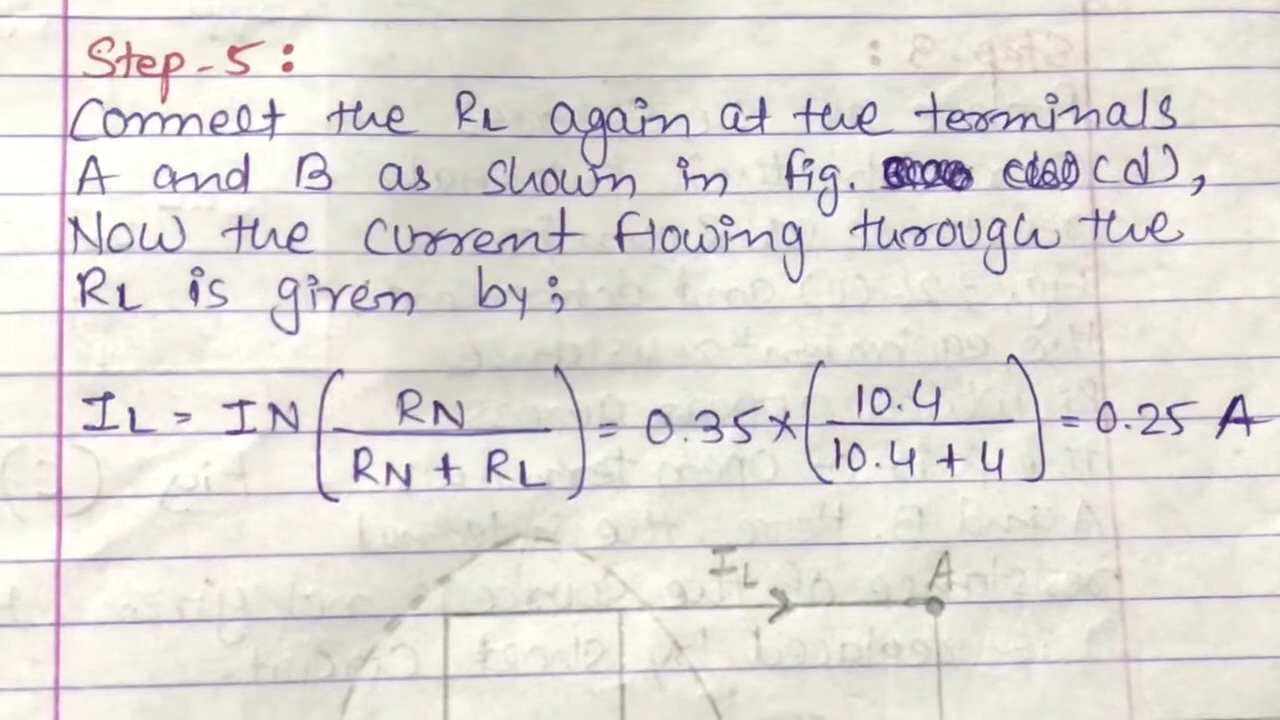 Step-5:
Connect the RL again at the terminals
A and B as shown in fig. (d),
Now the current flowing through the
RL is given by;
IL = IN (RN / RN + RL) = 0.35 × (10.4 / 10.4 + 4) = 0.25 A
IL A